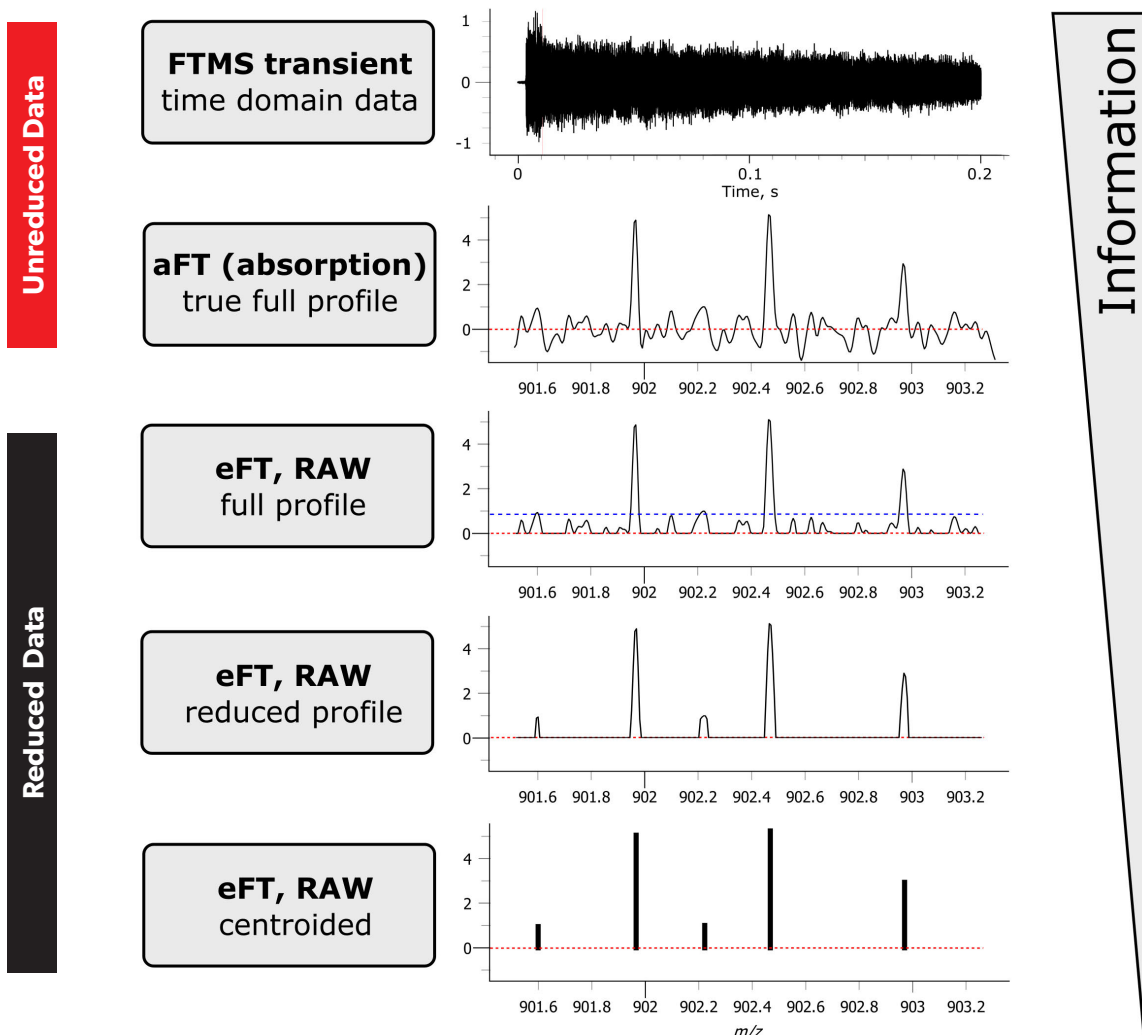 Unreduced Data
FTMS transient
time domain data
1
0
-1
0
0.1
0.2
Time, s
Information
aFT (absorption)
true full profile
4
2
0
901.6 901.8 902 902.2 902.4 902.6 902.8 903 903.2
Reduced Data
eFT, RAW
full profile
4
2
0
901.6 901.8 902 902.2 902.4 902.6 902.8 903 903.2
eFT, RAW
reduced profile
4
2
0
901.6 901.8 902 902.2 902.4 902.6 902.8 903 903.2
eFT, RAW
centroided
4
2
0
901.6 901.8 902 902.2 902.4 902.6 902.8 903 903.2
m/z